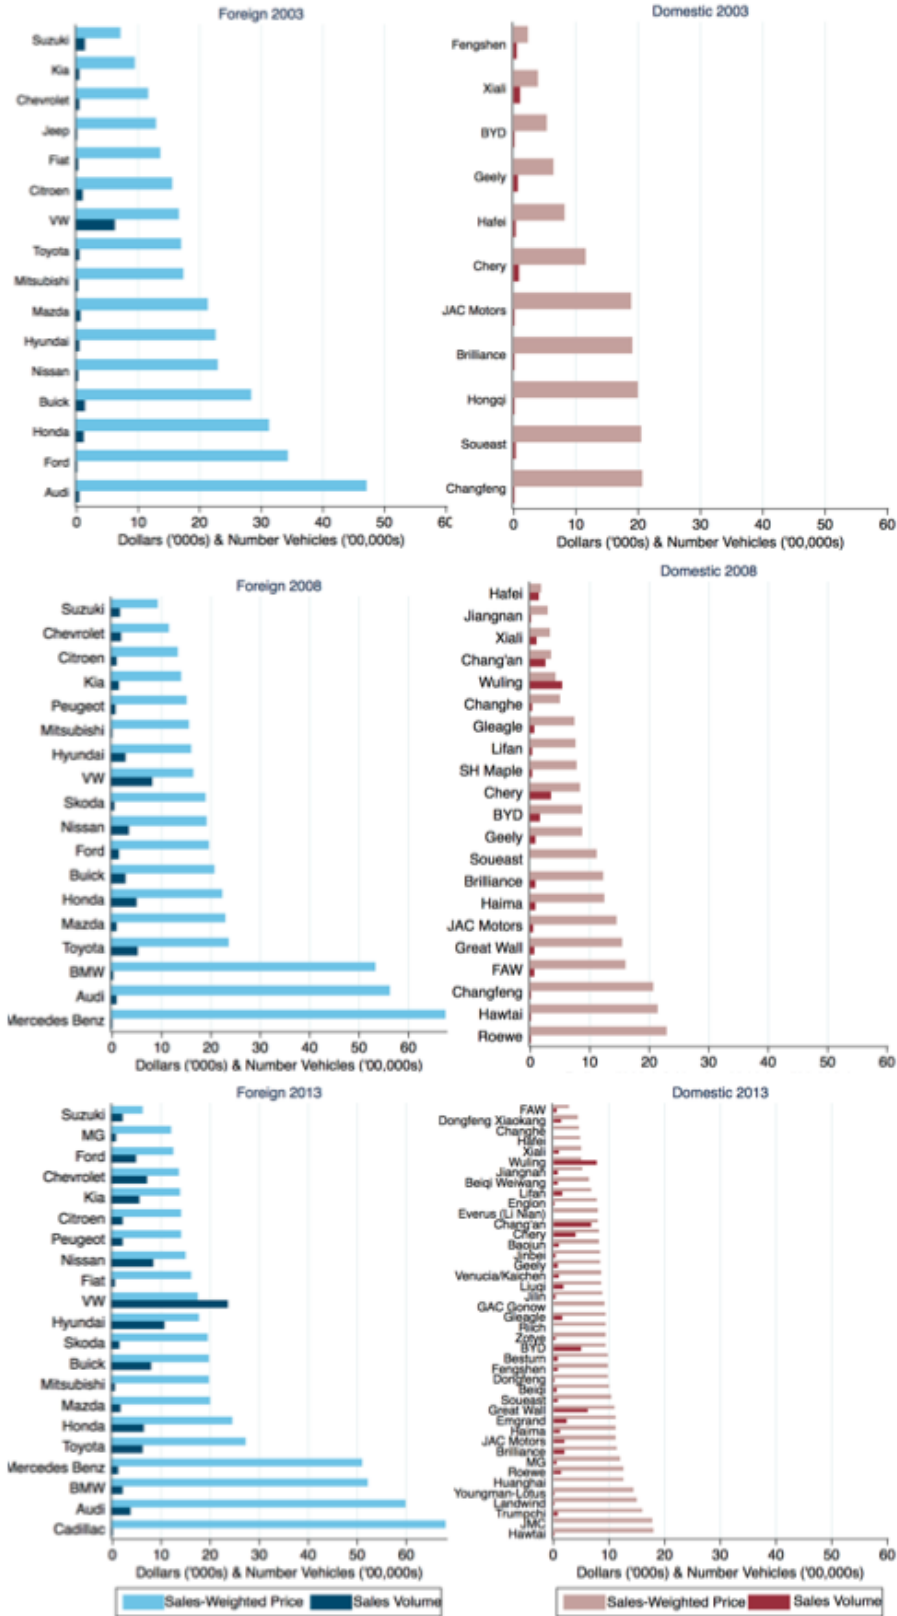 Foreign 2003
Suzuki
Kia
Chevrolet
Jeep
Fiat
Citroen
VW
Toyota
Mitsubishi
Mazda
Hyundai
Nissan
Buick
Honda
Ford
Audi
0 10 20 30 40 50 60
Dollars ('000s) & Number Vehicles ('00,000s)
Domestic 2003
Fengshen
Xiali
BYD
Geely
Hafei
Chery
JAC Motors
Brilliance
Hongqi
Soueast
Changfeng
0 10 20 30 40 50 60
Dollars ('000s) & Number Vehicles ('00,000s)
Foreign 2008
Suzuki
Chevrolet
Citroen
Kia
Peugeot
Mitsubishi
Hyundai
VW
Skoda
Nissan
Ford
Buick
Honda
Mazda
Toyota
BMW
Audi
Mercedes Benz
0 10 20 30 40 50 60
Dollars ('000s) & Number Vehicles ('00,000s)
Domestic 2008
Hafei
Jiangnan
Xiali
Chang'an
Wuling
Changhe
Gleagle
Lifan
SH Maple
Chery
BYD
Geely
Soueast
Brilliance
Haima
JAC Motors
Great Wall
FAW
Changfeng
Hawtai
Roewe
0 10 20 30 40 50 60
Dollars ('000s) & Number Vehicles ('00,000s)
Foreign 2013
Suzuki
MG
Ford
Chevrolet
Kia
Citroen
Peugeot
Nissan
Fiat
VW
Hyundai
Skoda
Buick
Mitsubishi
Mazda
Honda
Toyota
Mercedes Benz
BMW
Audi
Cadillac
0 10 20 30 40 50 60
Dollars ('000s) & Number Vehicles ('00,000s)
Sales-Weighted Price Sales Volume
Domestic 2013
FAW
Dongfeng Xiaokang
Changhe
Hafei
Xiali
Wuling
Jiangnan
Beiqi Weiwang
Lifan
Englon
Everus (Li Nian)
Chang'an
Chery
Baojun
Jinbei
Geely
Venucia/Kaichen
Liuqi
Jilin
GAC Gonow
Gleagle
Riich
Zotye
BYD
Besturn
Fengshen
Dongfeng
Beiqi
Soueast
Great Wall
Emgrand
Haima
JAC Motors
Brilliance
MG
Roewe
Huanghai
Youngman-Lotus
Landwind
Trumpchi
JMC
Hawtai
0 10 20 30 40 50 60
Dollars ('000s) & Number Vehicles ('00,000s)
Sales-Weighted Price Sales Volume